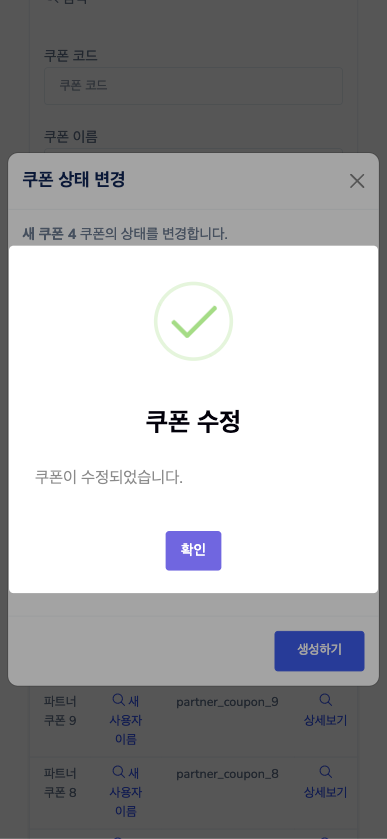 쿠폰 코드
쿠폰 코드
쿠폰 이름
쿠폰 상태 변경
새 쿠폰 4 쿠폰의 상태를 변경합니다.
쿠폰 수정
쿠폰이 수정되었습니다.
확인
생성하기
파트너 쿠폰 9
새 사용자 이름
partner_coupon_9
상세보기
파트너 쿠폰 8
새 사용자 이름
partner_coupon_8
상세보기